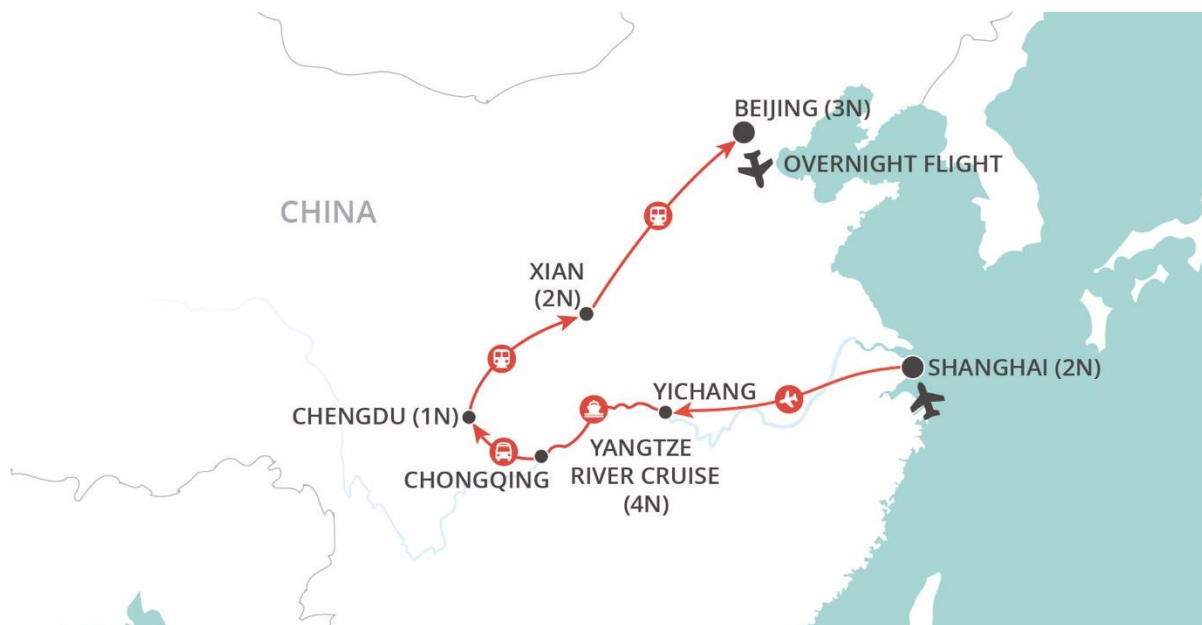 BEIJING (3N)
OVERNIGHT FLIGHT
CHINA
XIAN
(2N)
SHANGHAI (2N)
YICHANG
CHENGDU (1N)
YANGTZE
RIVER CRUISE
(4N)
CHONGQING